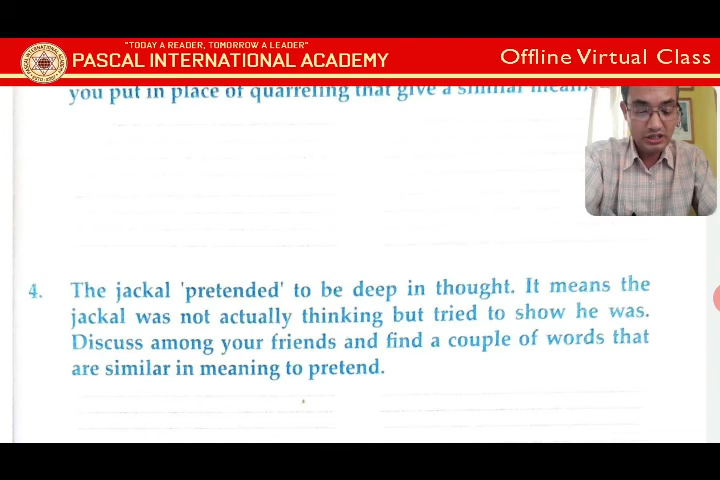 "TODAY A READER, TOMORROW A LEADER"
PASCAL INTERNATIONAL ACADEMY
Offline Virtual Class
you put in place of quarreling that give a similar
4. The jackal 'pretended' to be deep in thought. It means the
jackal was not actually thinking but tried to show he was.
Discuss among your friends and find a couple of words that
are similar in meaning to pretend.